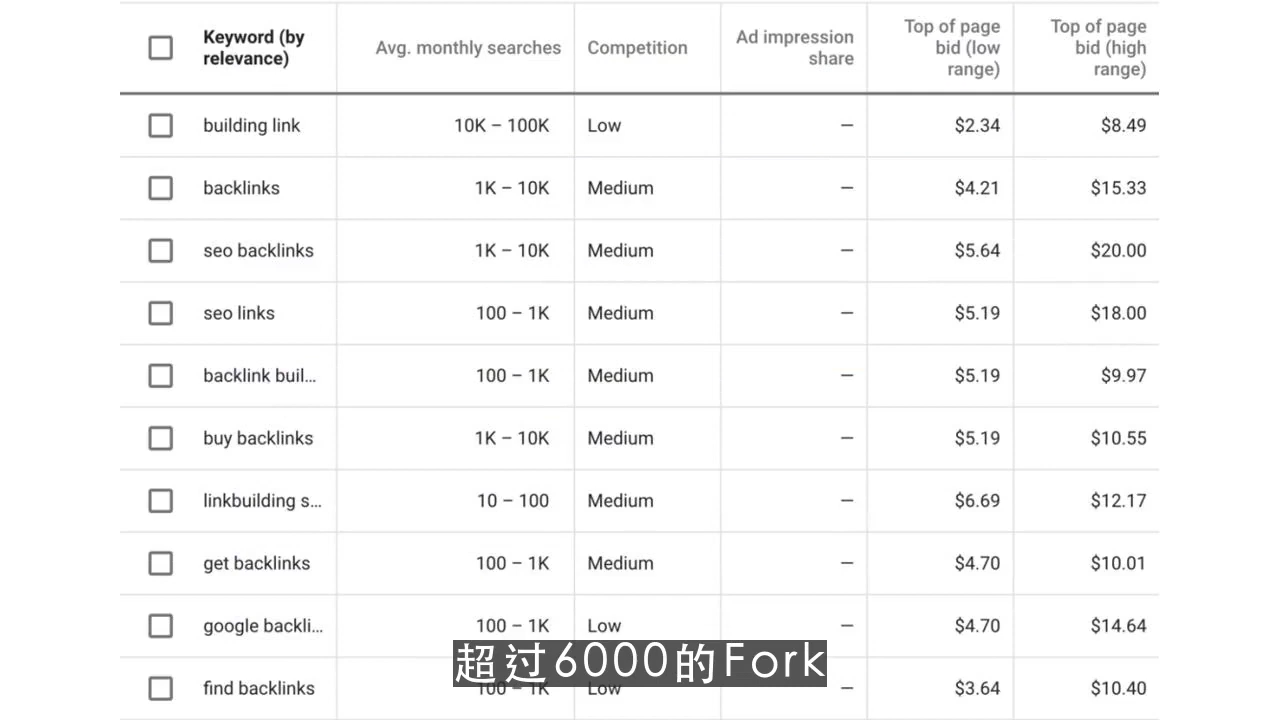 Keyword (by relevance) Avg. monthly searches Competition Ad impression share Top of page bid (low range) Top of page bid (high range)
building link 10K – 100K Low – $2.34 $8.49
backlinks 1K – 10K Medium – $4.21 $15.33
seo backlinks 1K – 10K Medium – $5.64 $20.00
seo links 100 – 1K Medium – $5.19 $18.00
backlink buil... 100 – 1K Medium – $5.19 $9.97
buy backlinks 1K – 10K Medium – $5.19 $10.55
linkbuilding s... 10 – 100 Medium – $6.69 $12.17
get backlinks 100 – 1K Medium – $4.70 $10.01
google backli... 100 – 1K Low – $4.70 $14.64
超过6000的Fork
find backlinks 100 – 1K Low – $3.64 $10.40